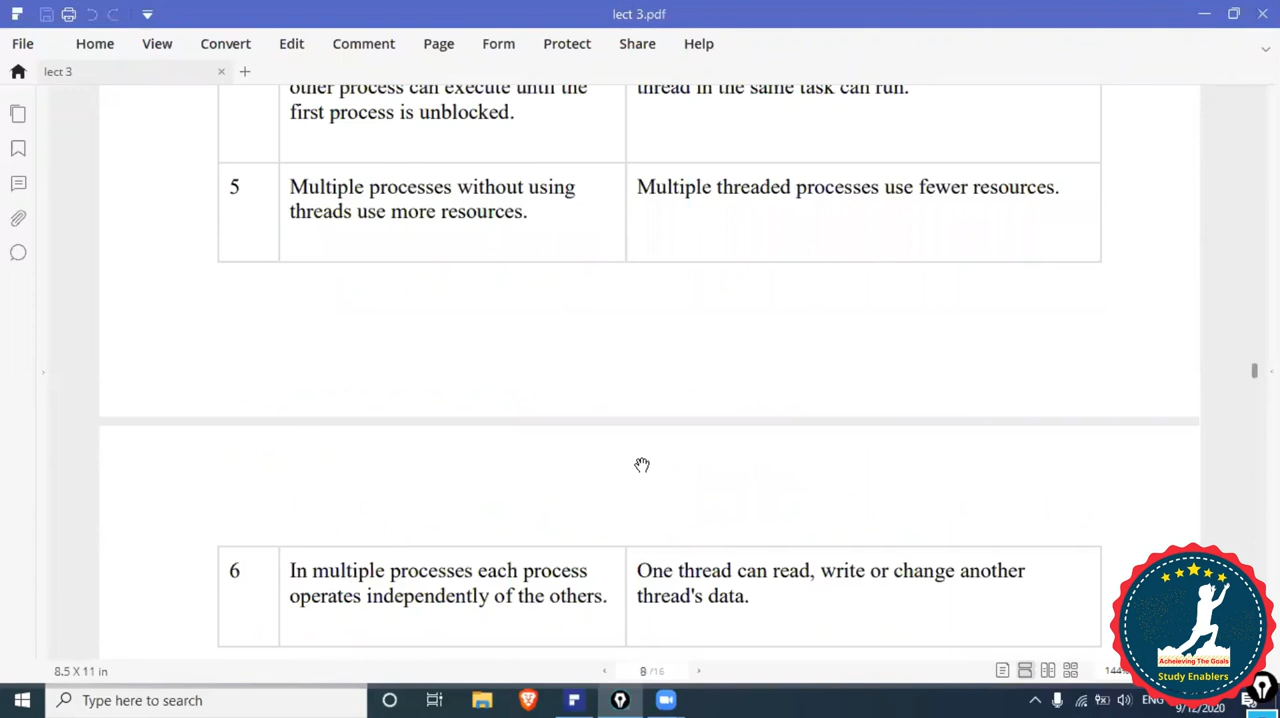 lect 3.pdf
File Home View Convert Edit Comment Page Form Protect Share Help
lect 3
other process can execute until the
first process is unblocked.
thread in the same task can run.
5
Multiple processes without using
threads use more resources.
Multiple threaded processes use fewer resources.
6
In multiple processes each process
operates independently of the others.
One thread can read, write or change another
thread's data.
Acheieving The Goals
Study Enablers
8.5 X 11 in
8 /16
144
Type here to search
ENG
9/12/2020